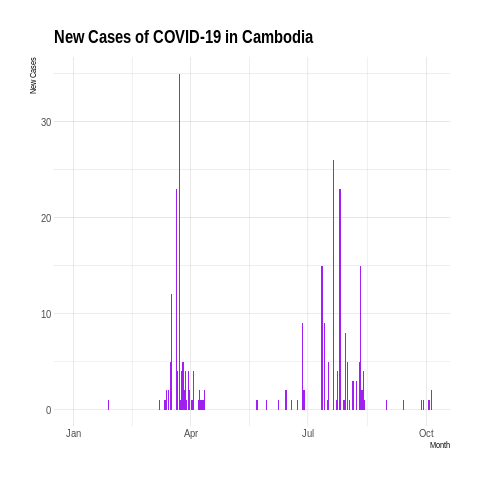 New Cases of COVID-19 in Cambodia
New Cases
30
20
10
0
Jan Apr Jul Oct
Month